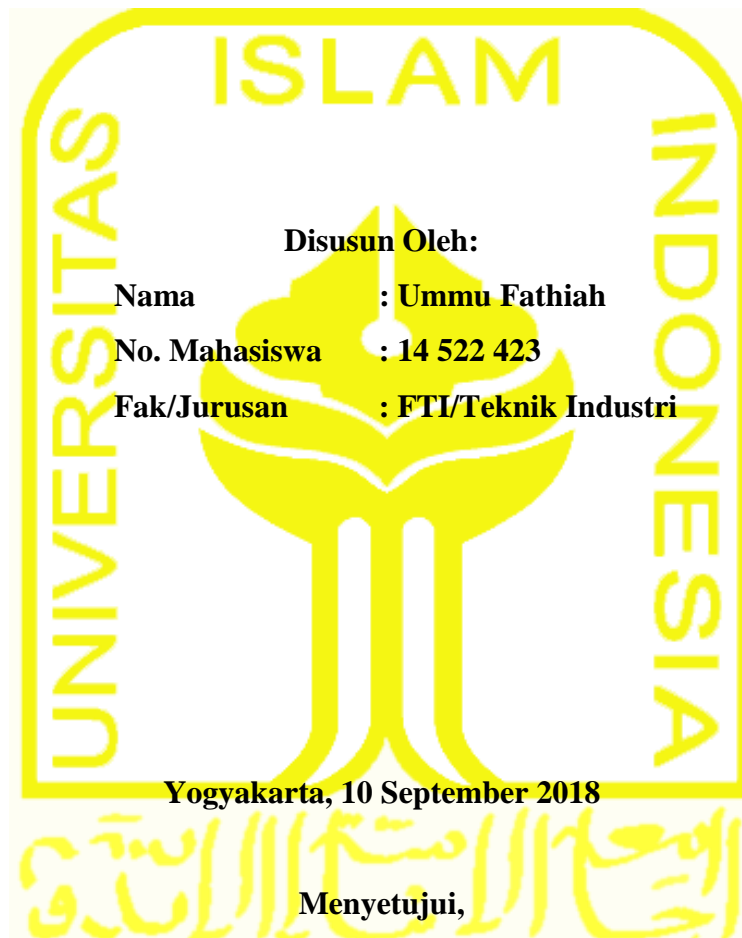 ISLAM
UNIVERSITAS
INDONESIA
Disusun Oleh:
Nama : Ummu Fathiah
No. Mahasiswa : 14 522 423
Fak/Jurusan : FTI/Teknik Industri
Yogyakarta, 10 September 2018
Menyetujui,